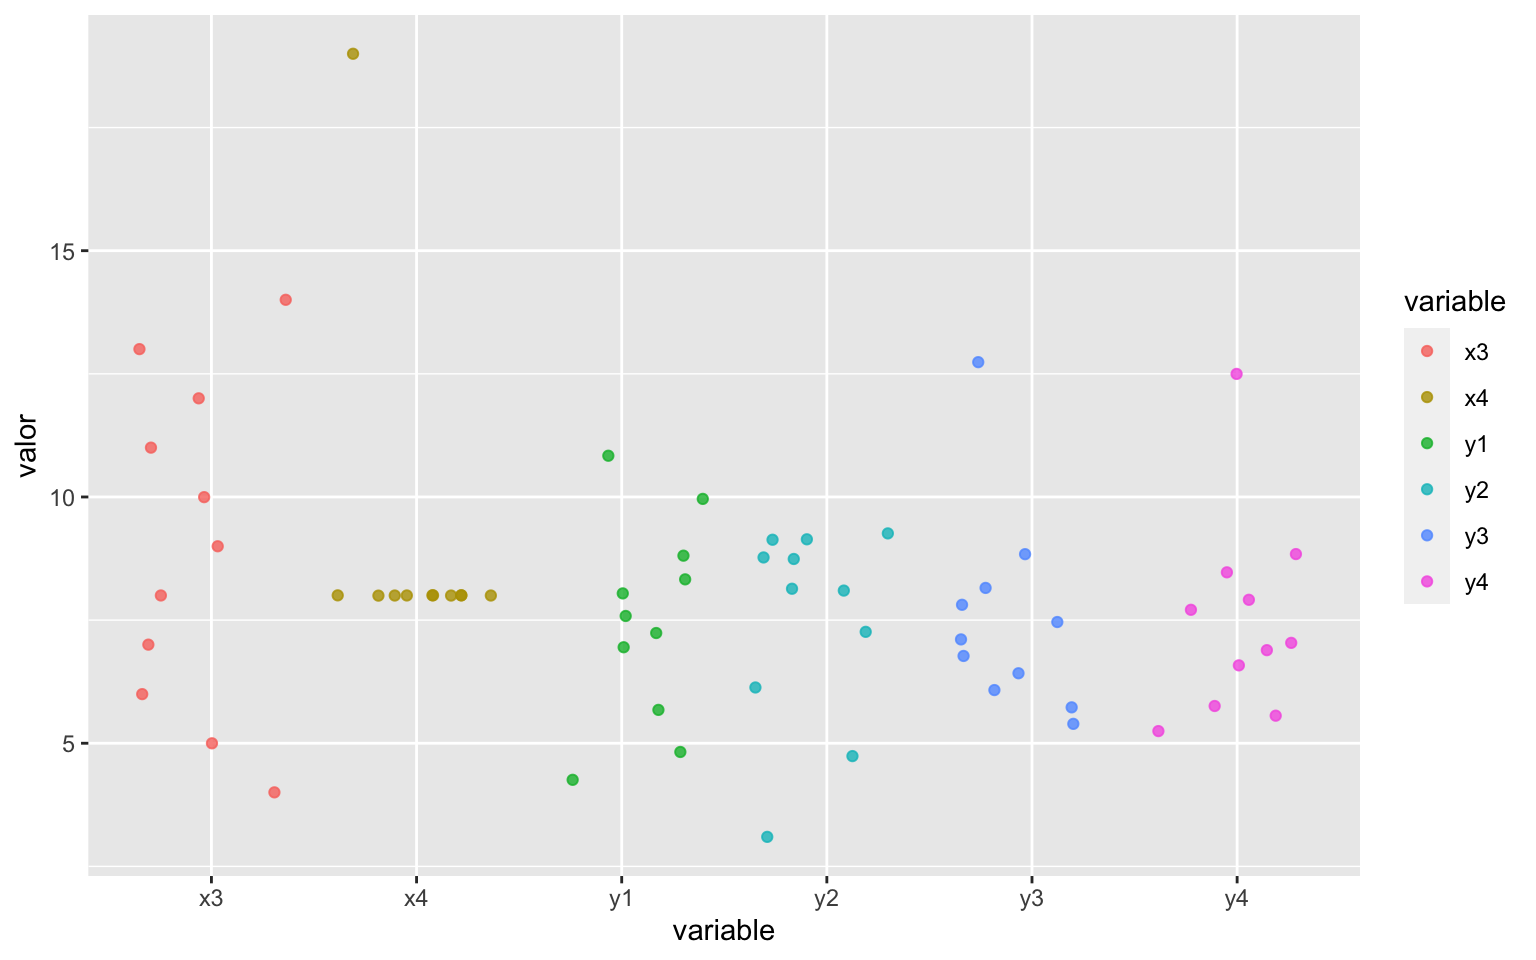 valor
15
10
5
x3 x4 y1 y2 y3 y4
variable
variable
x3
x4
y1
y2
y3
y4